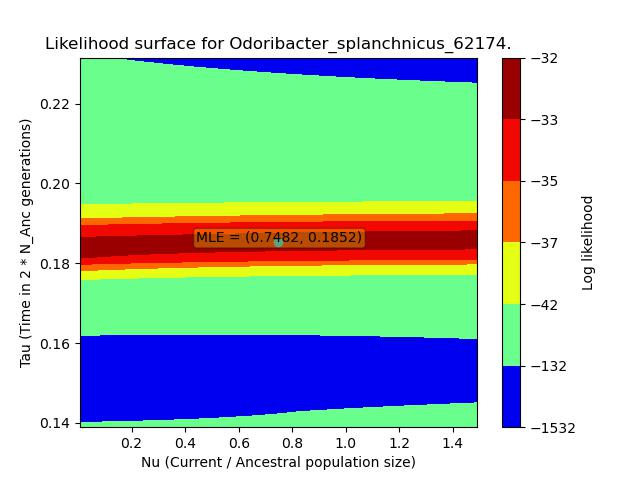 Likelihood surface for Odoribacter_splanchnicus_62174.
Tau (Time in 2 * N_Anc generations)
0.22
0.20
0.18
0.16
0.14
MLE = (0.7482, 0.1852)
0.2 0.4 0.6 0.8 1.0 1.2 1.4
Nu (Current / Ancestral population size)
−32
−33
−35
−37
−42
−132
−1532
Log likelihood